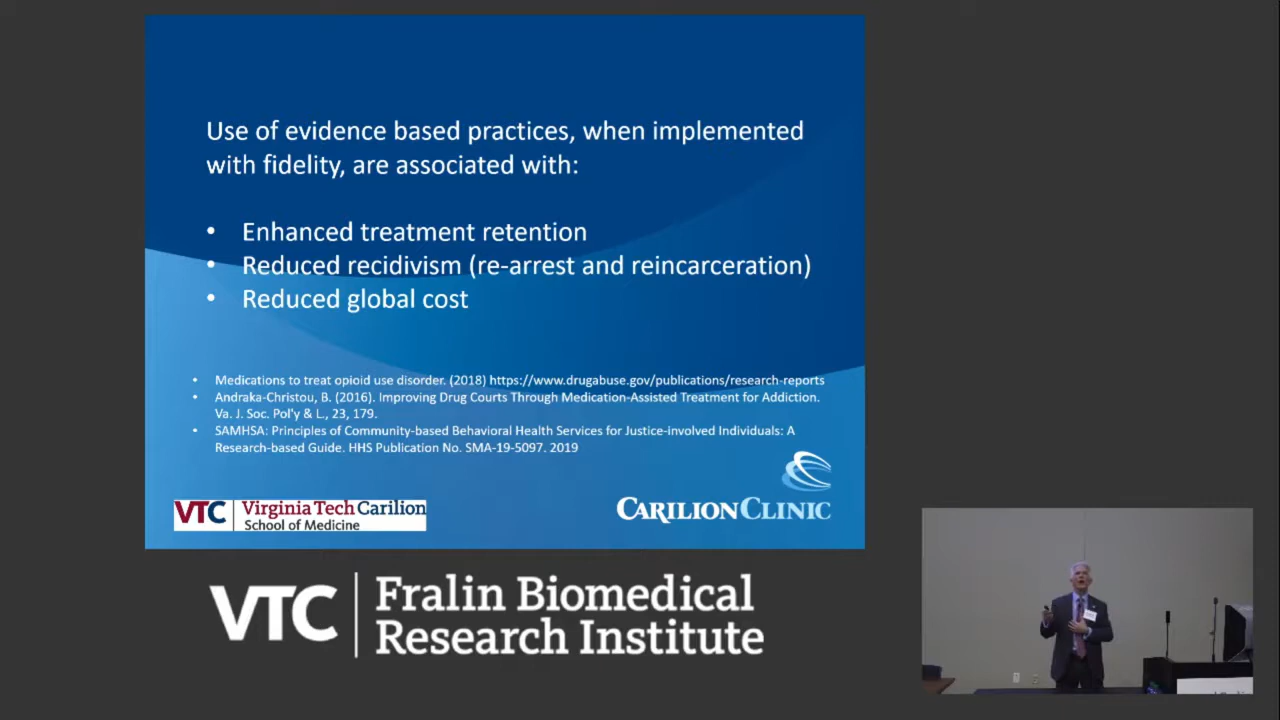 Use of evidence based practices, when implemented
with fidelity, are associated with:
• Enhanced treatment retention
• Reduced recidivism (re-arrest and reincarceration)
• Reduced global cost
• Medications to treat opioid use disorder. (2018) https://www.drugabuse.gov/publications/research-reports
• Andraka-Christou, B. (2016). Improving Drug Courts Through Medication-Assisted Treatment for Addiction.
Va. J. Soc. Pol'y & L., 23, 179.
• SAMHSA: Principles of Community-based Behavioral Health Services for Justice-involved Individuals: A
Research-based Guide. HHS Publication No. SMA-19-5097. 2019
VTC Virginia Tech Carilion
School of Medicine
CARILION CLINIC
VTC Fralin Biomedical
Research Institute